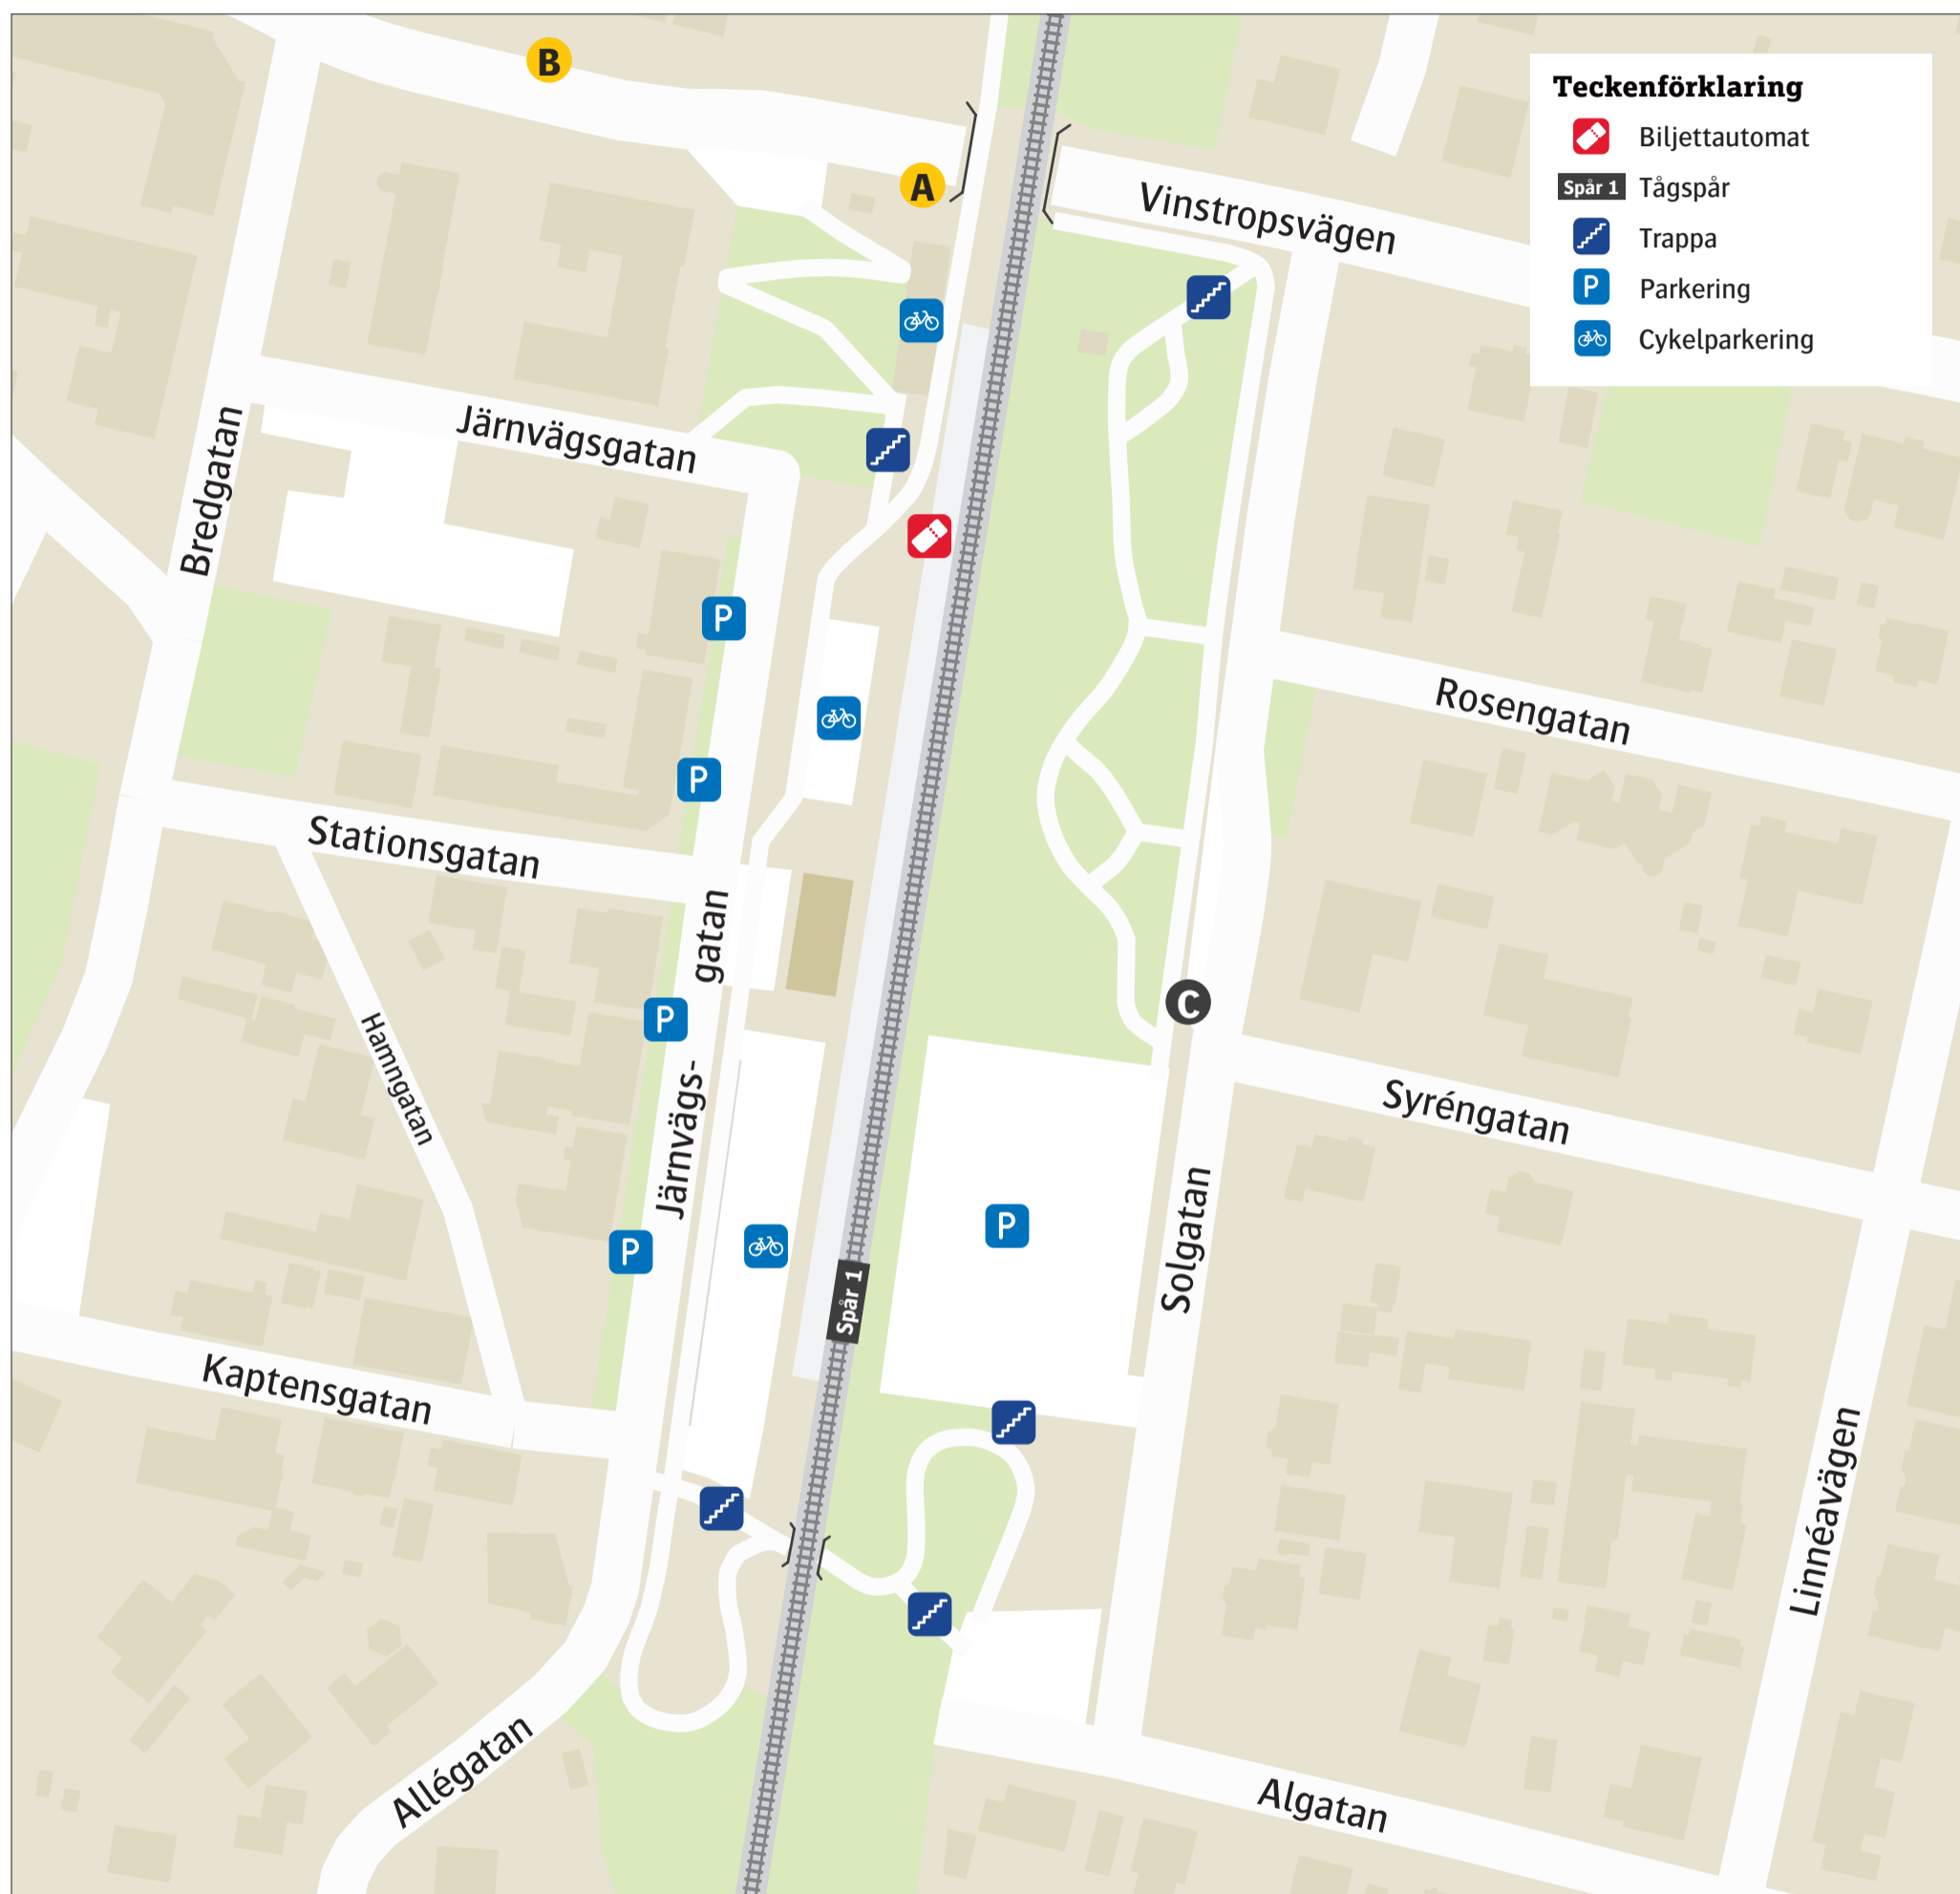 B
A
Vinstropsvägen
Teckenförklaring
Biljettautomat
Spår 1 Tågspår
Trappa
P Parkering
Cykelparkering
Järnvägsgatan
Bredgatan
P
Rosengatan
P
Stationsgatan
Järnvägs-
gatan
C
P
Hamngatan
Syréngatan
P
P
Solgatan
Spår 1
Kaptensgatan
Linnéavägen
Allégatan
Algatan